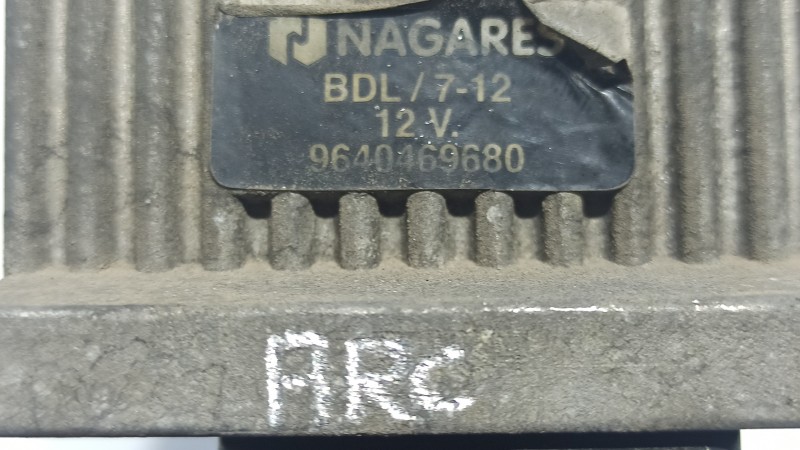 NAGARES
BDL / 7-12
12 V.
9640469680
ARC